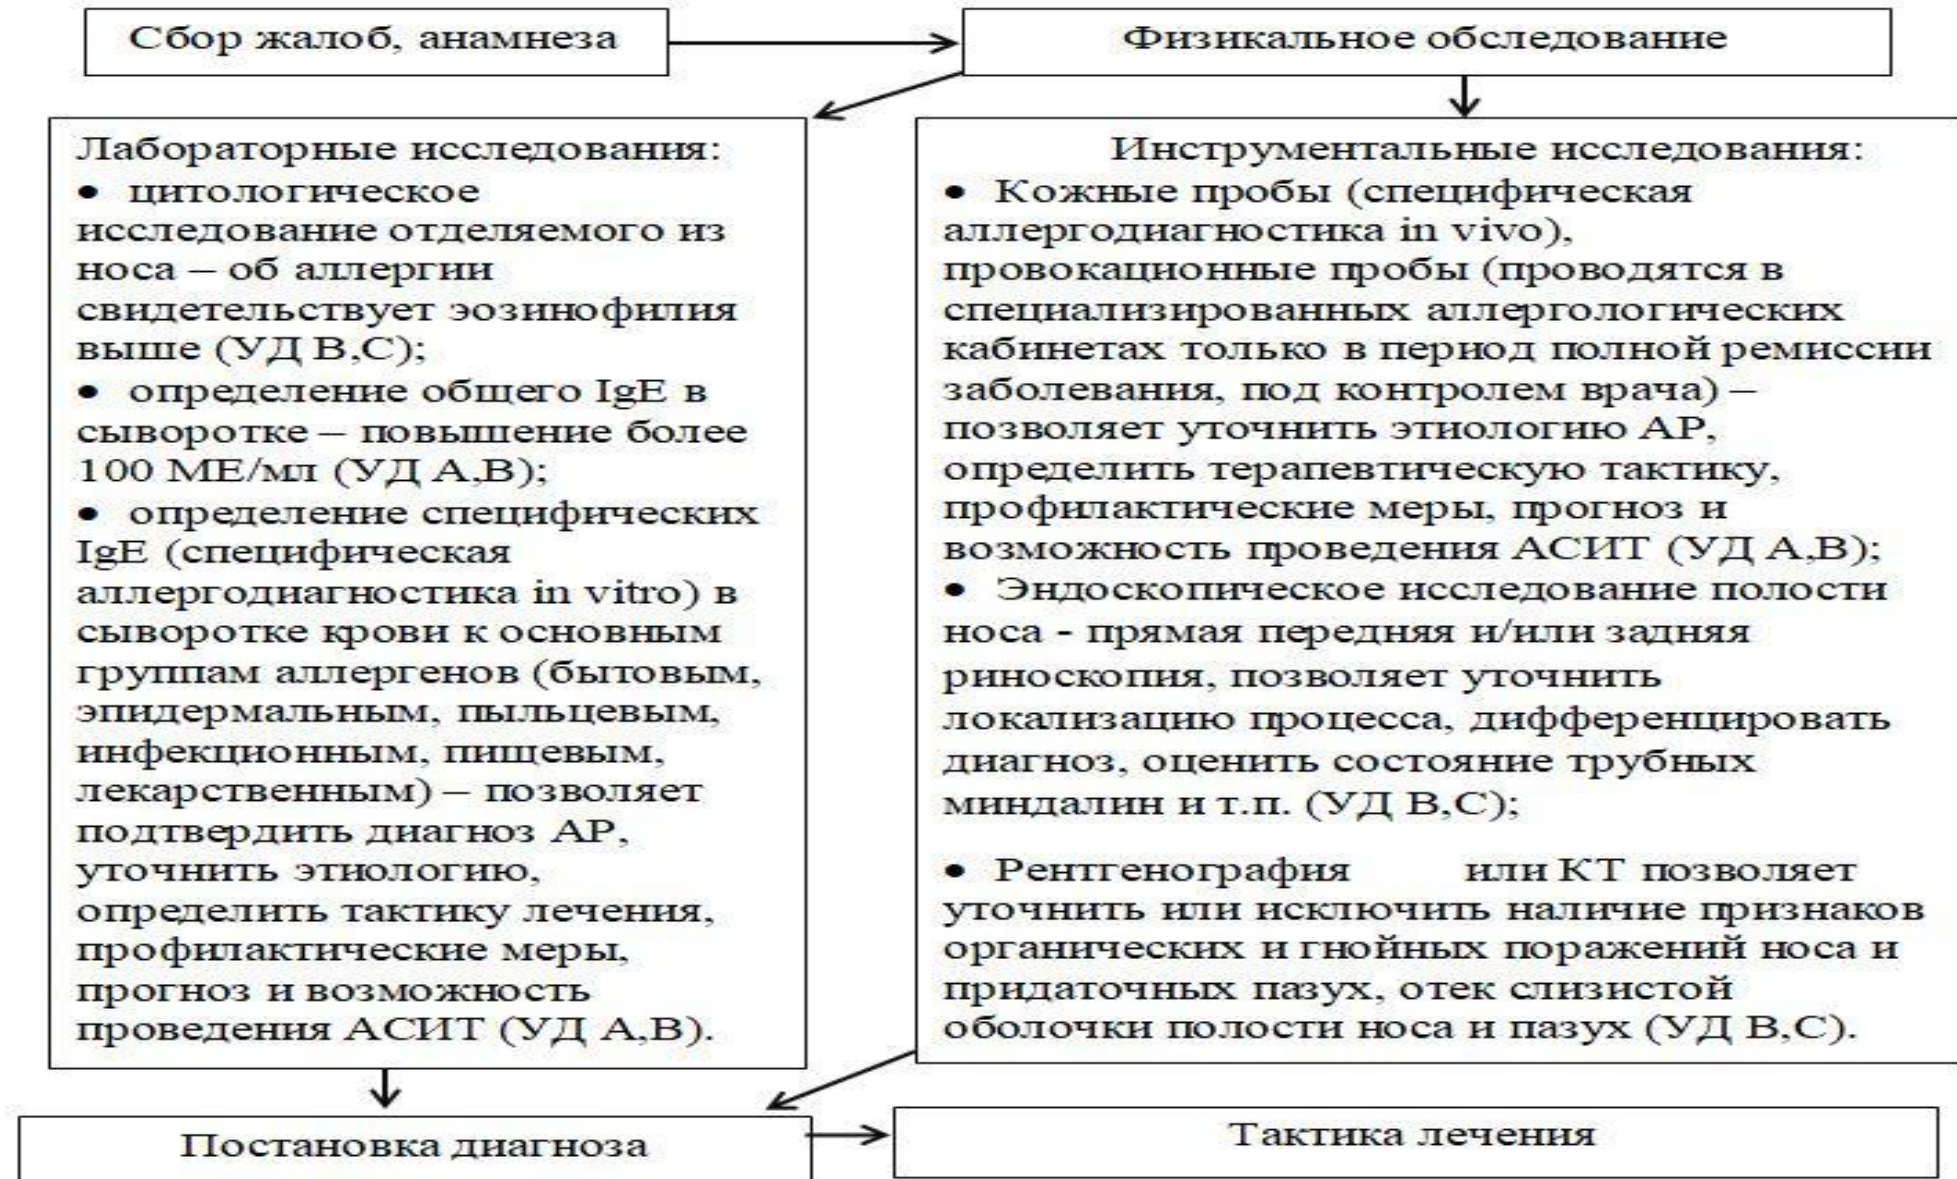 Сбор жалоб, анамнеза
Физикальное обследование
Лабораторные исследования:
• цитологическое
исследование отделяемого из
носа – об аллергии
свидетельствует эозинофилия
выше (УД В,С);
• определение общего IgE в
сыворотке – повышение более
100 МЕ/мл (УД А,В);
• определение специфических
IgE (специфическая
аллергодиагностика in vitro) в
сыворотке крови к основным
группам аллергенов (бытовым,
эпидермальным, пыльцевым,
инфекционным, пищевым,
лекарственным) – позволяет
подтвердить диагноз АР,
уточнить этиологию,
определить тактику лечения,
профилактические меры,
прогноз и возможность
проведения АСИТ (УД А,В).
Инструментальные исследования:
• Кожные пробы (специфическая
аллергодиагностика in vivo),
провокационные пробы (проводятся в
специализированных аллергологических
кабинетах только в период полной ремиссии
заболевания, под контролем врача) –
позволяет уточнить этиологию АР,
определить терапевтическую тактику,
профилактические меры, прогноз и
возможность проведения АСИТ (УД А,В);
• Эндоскопическое исследование полости
носа - прямая передняя и/или задняя
риноскопия, позволяет уточнить
локализацию процесса, дифференцировать
диагноз, оценить состояние трубных
миндалин и т.п. (УД В,С);
• Рентгенография или КТ позволяет
уточнить или исключить наличие признаков
органических и гнойных поражений носа и
придаточных пазух, отек слизистой
оболочки полости носа и пазух (УД В,С).
Постановка диагноза
Тактика лечения